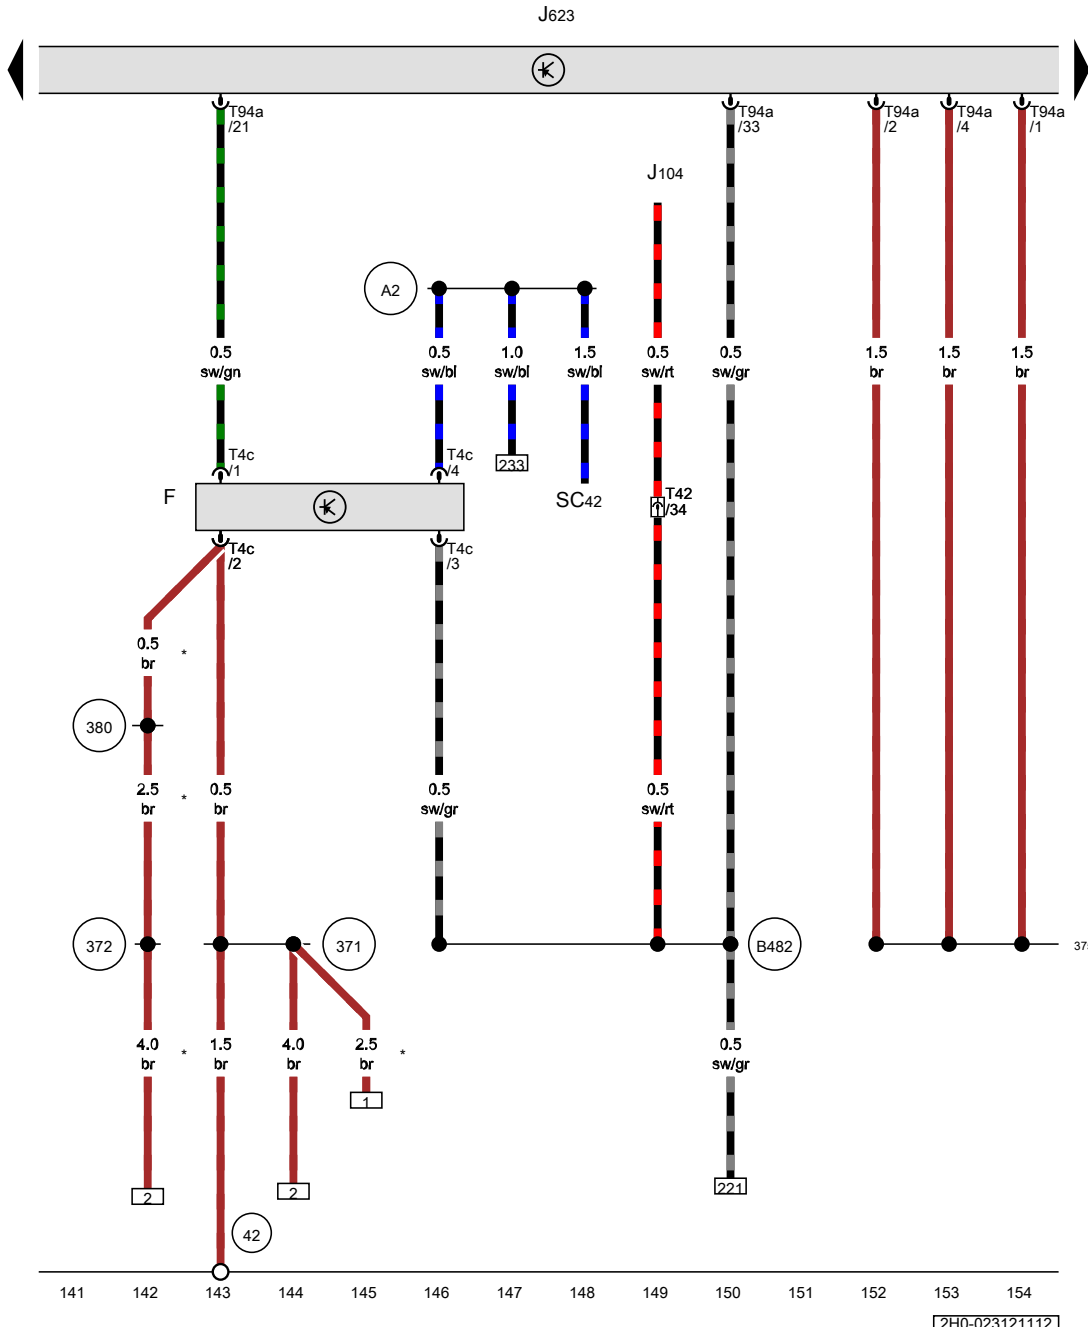 J623
T94a
/21
T94a
/33
T94a
/2
T94a
/4
T94a
/1
J104
A2
0.5
sw/gn
0.5
sw/bl
1.0
sw/bl
1.5
sw/bl
0.5
sw/rt
0.5
sw/gr
1.5
br
1.5
br
1.5
br
T4c
/1
T4c
/4
233
SC42
T42
/34
F
T4c
/2
T4c
/3
0.5
br
*
380
2.5
br
*
0.5
br
0.5
sw/gr
0.5
sw/rt
372
371
B482
4.0
br
*
1.5
br
4.0
br
2.5
br
*
0.5
sw/gr
1
2
2
221
42
141 142 143 144 145 146 147 148 149 150 151 152 153 154
2H0-023121112